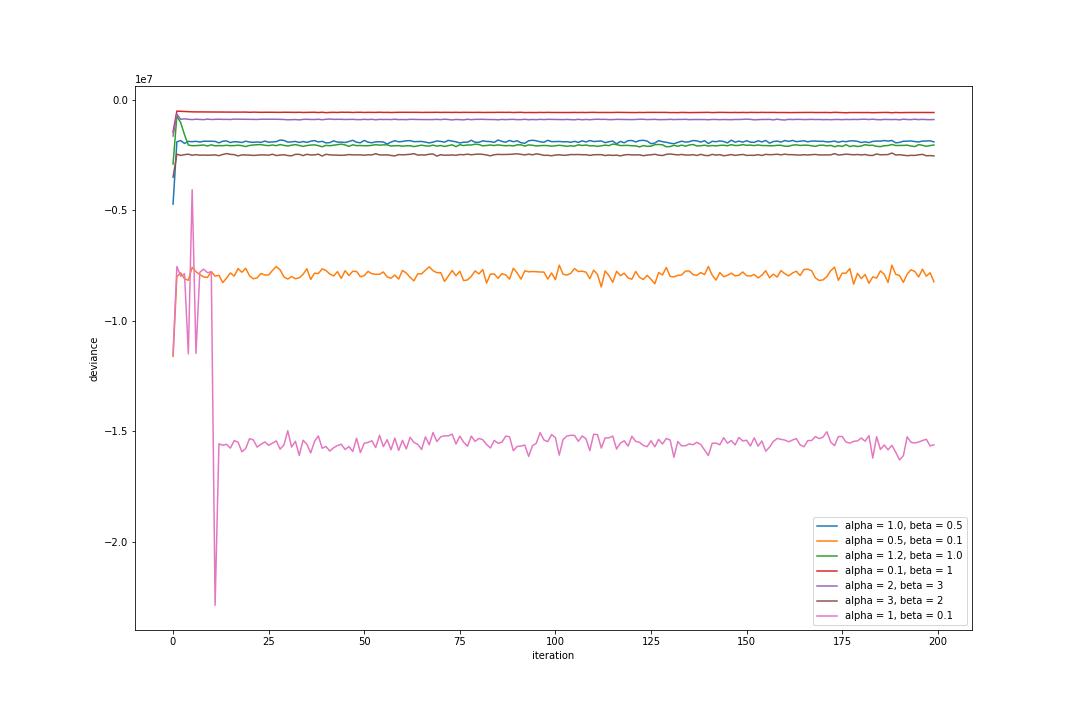 1e7
0.0
−0.5
−1.0
−1.5
−2.0
deviance
0
25
50
75
100
125
150
175
200
iteration
alpha = 1.0, beta = 0.5
alpha = 0.5, beta = 0.1
alpha = 1.2, beta = 1.0
alpha = 0.1, beta = 1
alpha = 2, beta = 3
alpha = 3, beta = 2
alpha = 1, beta = 0.1